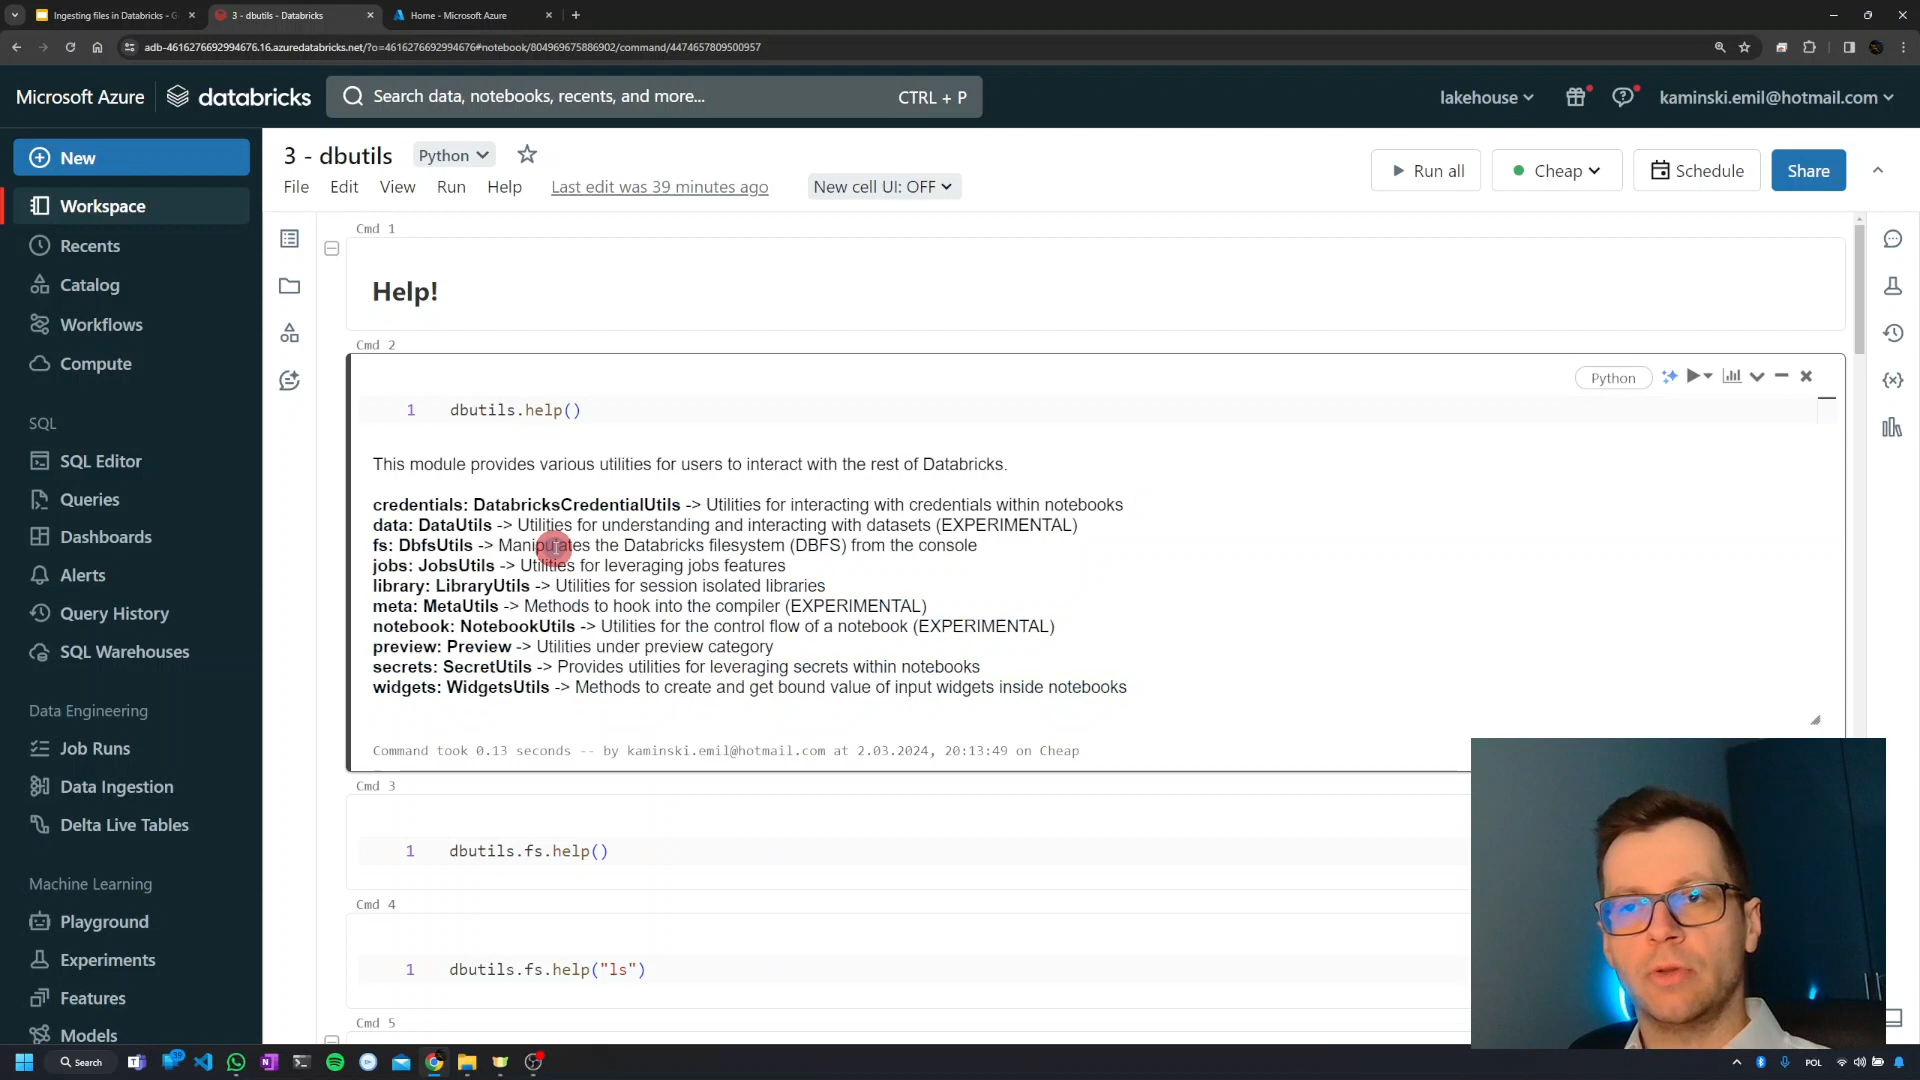 Ingesting files in Databricks - G
3 - dbutils - Databricks
Home - Microsoft Azure
adb-4616276692994676.16.azuredatabricks.net/?o=4616276692994676#notebook/804969675886902/command/4474657809500957
Microsoft Azure
databricks
Search data, notebooks, recents, and more...
CTRL + P
lakehouse
kaminski.emil@hotmail.com
New
Workspace
Recents
Catalog
Workflows
Compute
SQL
SQL Editor
Queries
Dashboards
Alerts
Query History
SQL Warehouses
Data Engineering
Job Runs
Data Ingestion
Delta Live Tables
Machine Learning
Playground
Experiments
Features
Models
3 - dbutils
Python
File Edit View Run Help
Last edit was 39 minutes ago
New cell UI: OFF
Run all
Cheap
Schedule
Share
Cmd 1
Help!
Cmd 2
Python
1 dbutils.help()
This module provides various utilities for users to interact with the rest of Databricks.
credentials: DatabricksCredentialUtils -> Utilities for interacting with credentials within notebooks
data: DataUtils -> Utilities for understanding and interacting with datasets (EXPERIMENTAL)
fs: DbfsUtils -> Manipulates the Databricks filesystem (DBFS) from the console
jobs: JobsUtils -> Utilities for leveraging jobs features
library: LibraryUtils -> Utilities for session isolated libraries
meta: MetaUtils -> Methods to hook into the compiler (EXPERIMENTAL)
notebook: NotebookUtils -> Utilities for the control flow of a notebook (EXPERIMENTAL)
preview: Preview -> Utilities under preview category
secrets: SecretUtils -> Provides utilities for leveraging secrets within notebooks
widgets: WidgetsUtils -> Methods to create and get bound value of input widgets inside notebooks
Command took 0.13 seconds -- by kaminski.emil@hotmail.com at 2.03.2024, 20:13:49 on Cheap
Cmd 3
1 dbutils.fs.help()
Cmd 4
1 dbutils.fs.help("ls")
Cmd 5
Search
POL